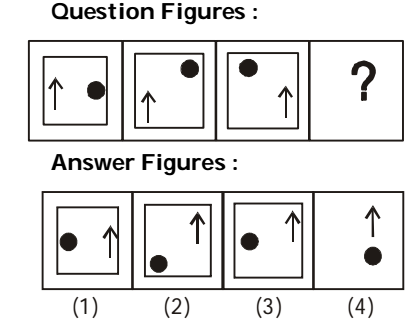 Question Figures :
?
Answer Figures :
(1) (2) (3) (4)